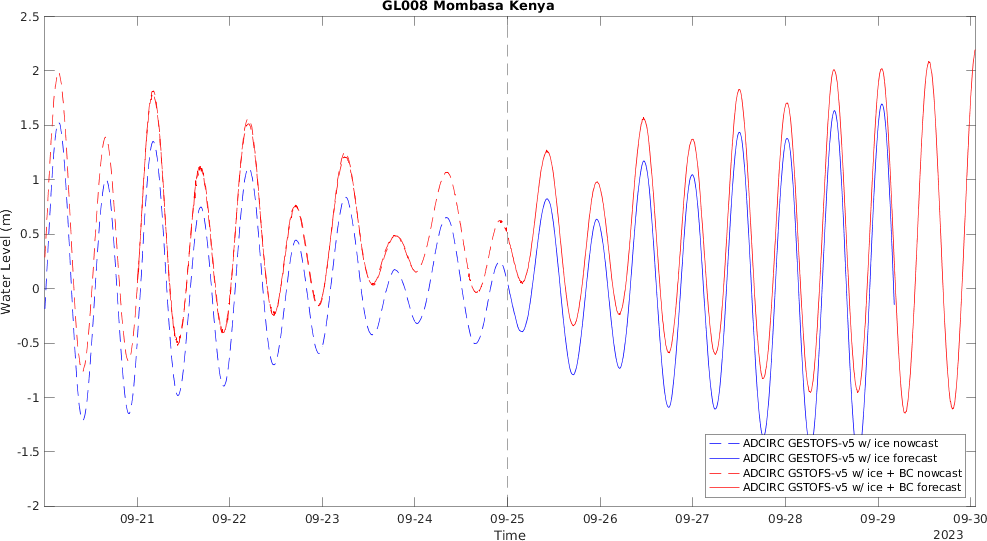 GL008 Mombasa Kenya
2.5
2
1.5
1
0.5
0
-0.5
-1
-1.5
-2
Water Level (m)
ADCIRC GESTOFS-v5 w/ ice nowcast
ADCIRC GESTOFS-v5 w/ ice forecast
ADCIRC GSTOFS-v5 w/ ice + BC nowcast
ADCIRC GSTOFS-v5 w/ ice + BC forecast
09-21 09-22 09-23 09-24 09-25 09-26 09-27 09-28 09-29 09-30
Time
2023